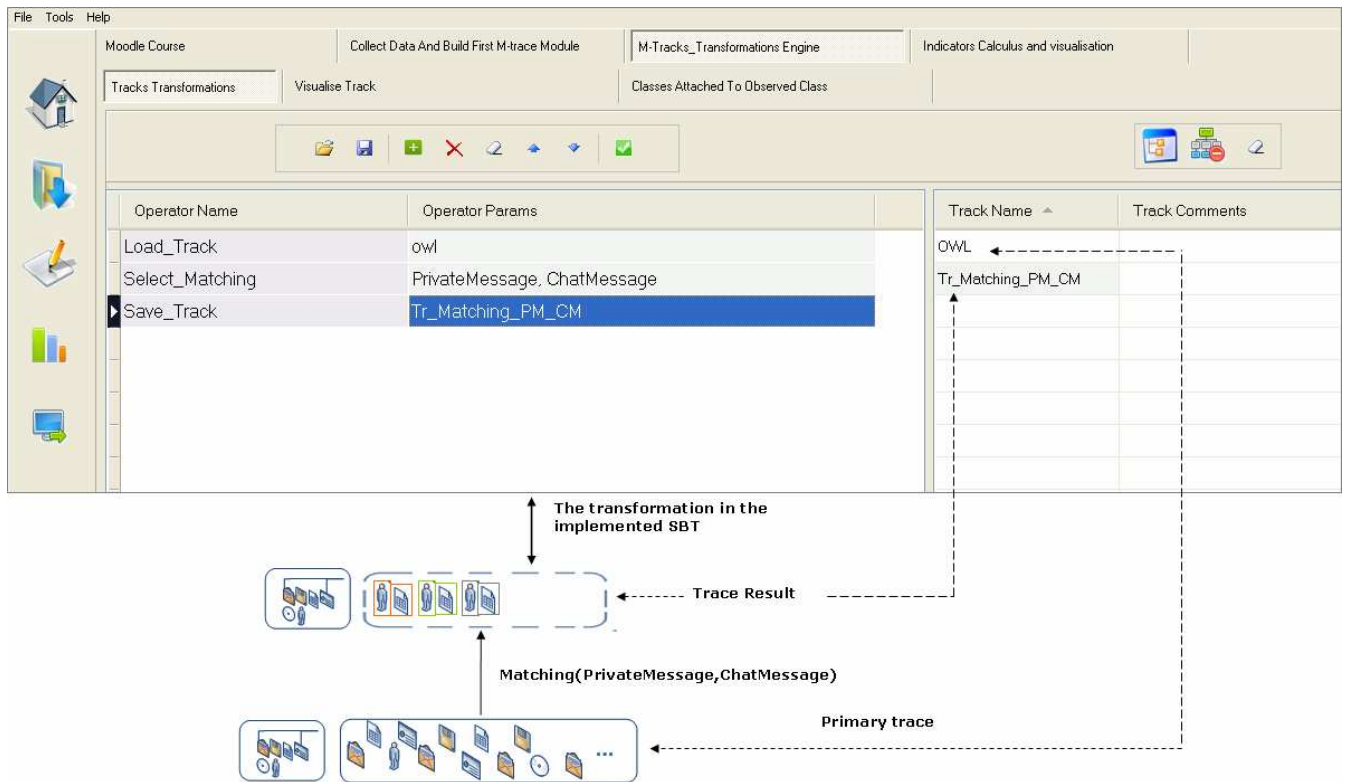 File Tools Help
Moodle Course
Collect Data And Build First M-trace Module
M-Tracks_Transformations Engine
Indicators Calculus and visualisation
Tracks Transformations
Visualise Track
Classes Attached To Observed Class
Operator Name
Operator Params
Track Name
Track Comments
Load_Track
owl
OWL
Select_Matching
PrivateMessage, ChatMessage
Tr_Matching_PM_CM
Save_Track
Tr_Matching_PM_CM
The transformation in the
implemented SBT
Trace Result
Matching(PrivateMessage,ChatMessage)
Primary trace
...